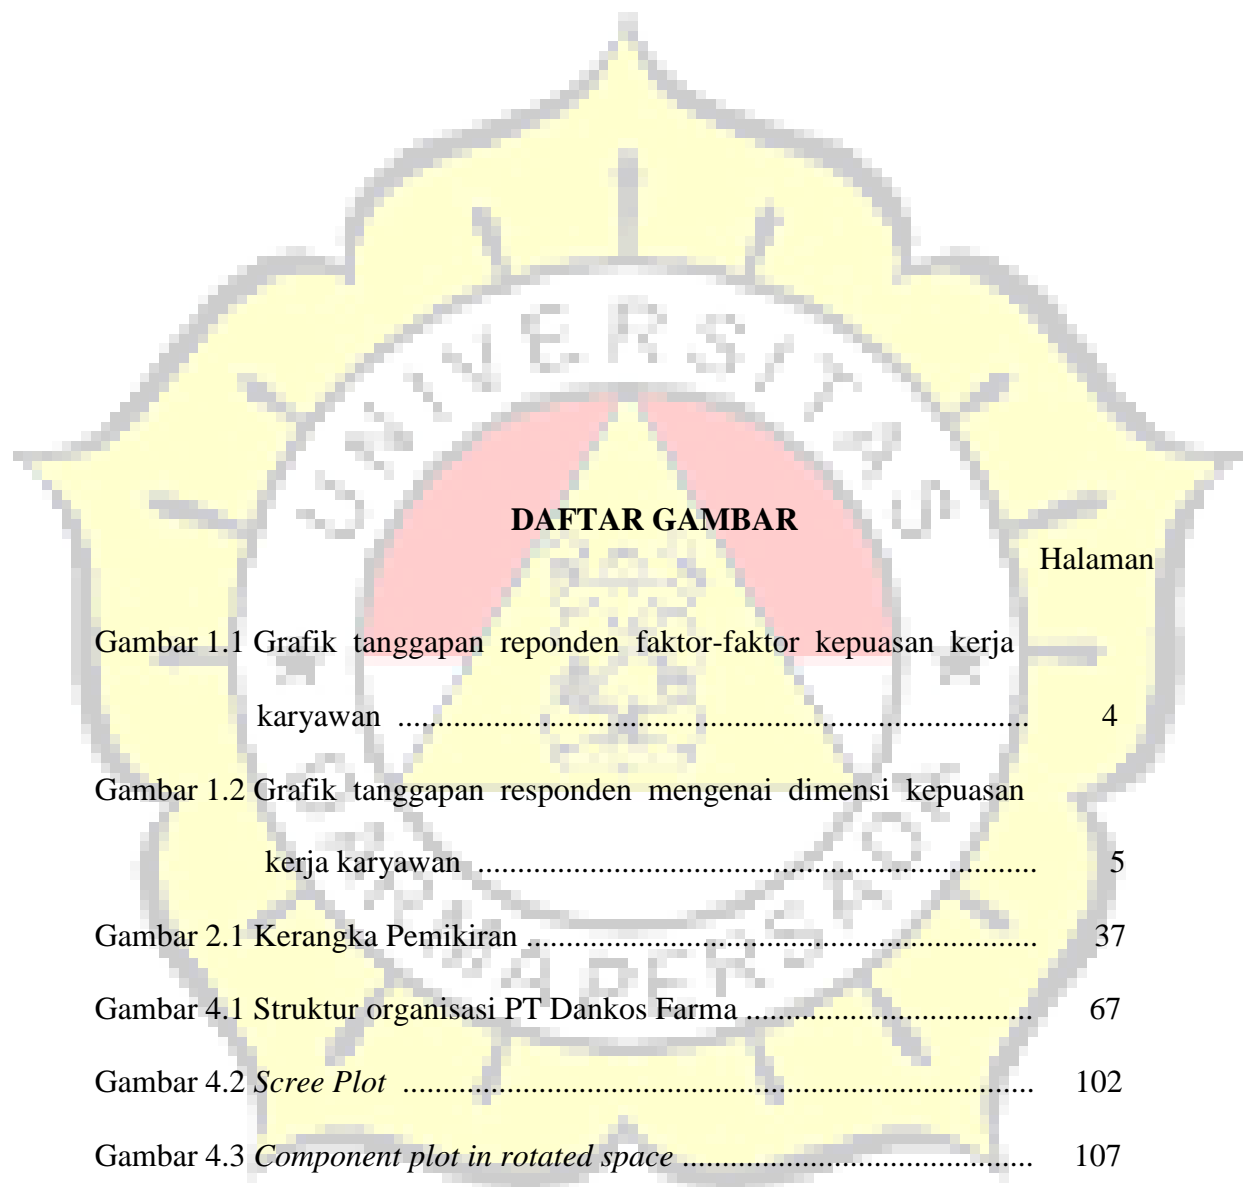 UNIVERSITAS
DARMA PERSADA
DAFTAR GAMBAR
Halaman
Gambar 1.1 Grafik tanggapan reponden faktor-faktor kepuasan kerja
karyawan ................................................................................ 4
Gambar 1.2 Grafik tanggapan responden mengenai dimensi kepuasan
kerja karyawan ....................................................................... 5
Gambar 2.1 Kerangka Pemikiran ................................................................. 37
Gambar 4.1 Struktur organisasi PT Dankos Farma .................................... 67
Gambar 4.2 Scree Plot ................................................................................ 102
Gambar 4.3 Component plot in rotated space ............................................ 107